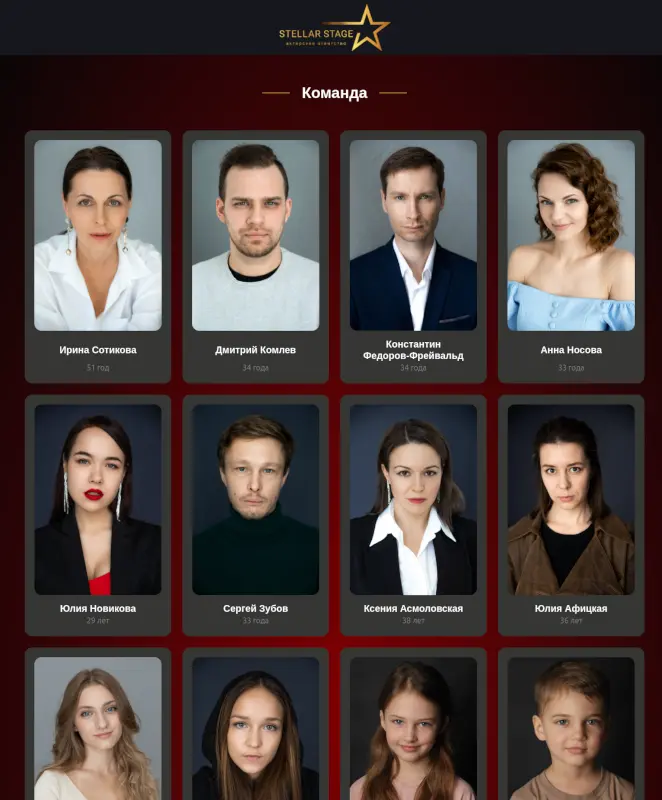 STELLAR STAGE
актерское агентство
Команда
Ирина Сотикова
51 год
Дмитрий Комлев
34 года
Константин
Федоров-Фрейвальд
34 года
Анна Носова
33 года
Юлия Новикова
29 лет
Сергей Зубов
33 года
Ксения Асмоловская
38 лет
Юлия Афицкая
36 лет